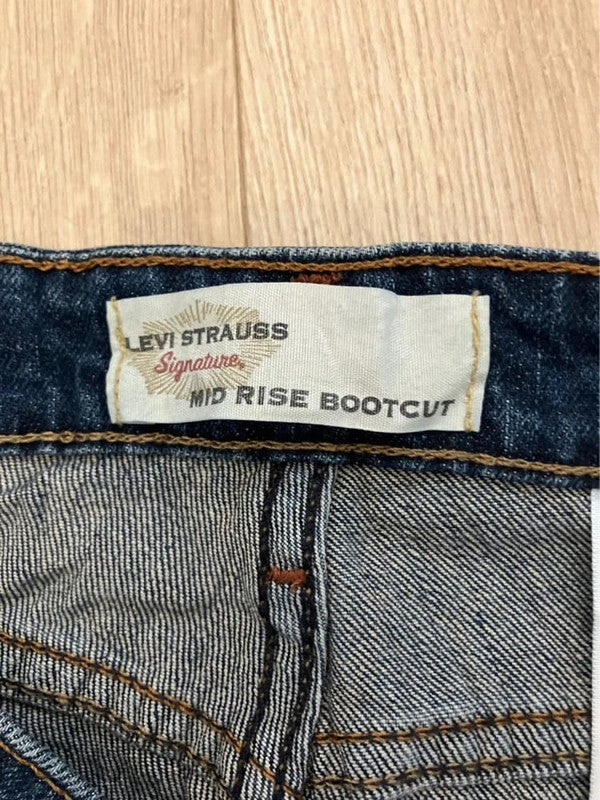 LEVI STRAUSS
Signature
MID RISE BOOTCUT